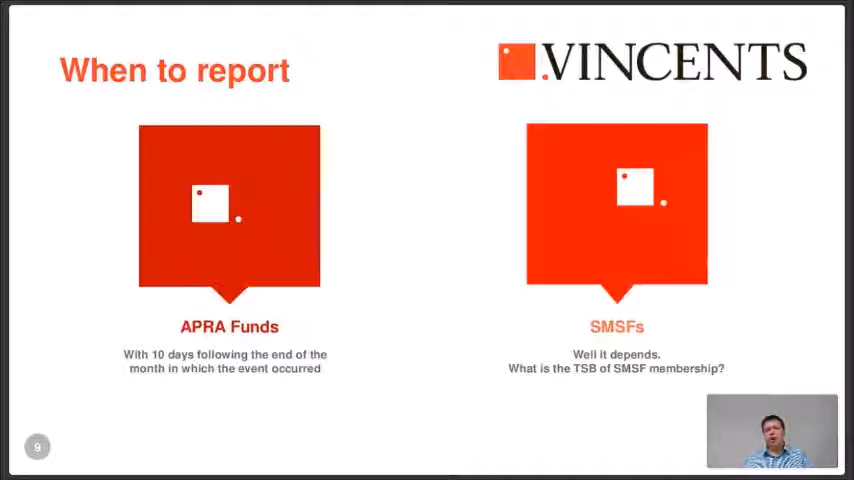 When to report
VINCENTS
APRA Funds
With 10 days following the end of the
month in which the event occurred
SMSFs
Well it depends.
What is the TSB of SMSF membership?
9